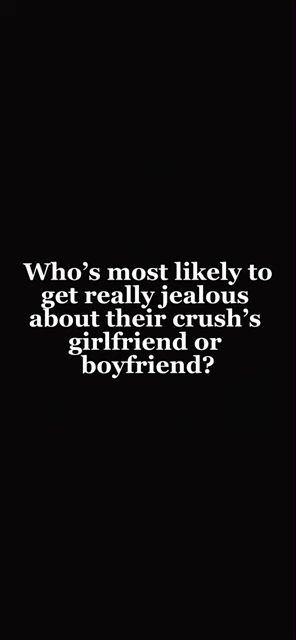 Who’s most likely to
get really jealous
about their crush’s
girlfriend or
boyfriend?